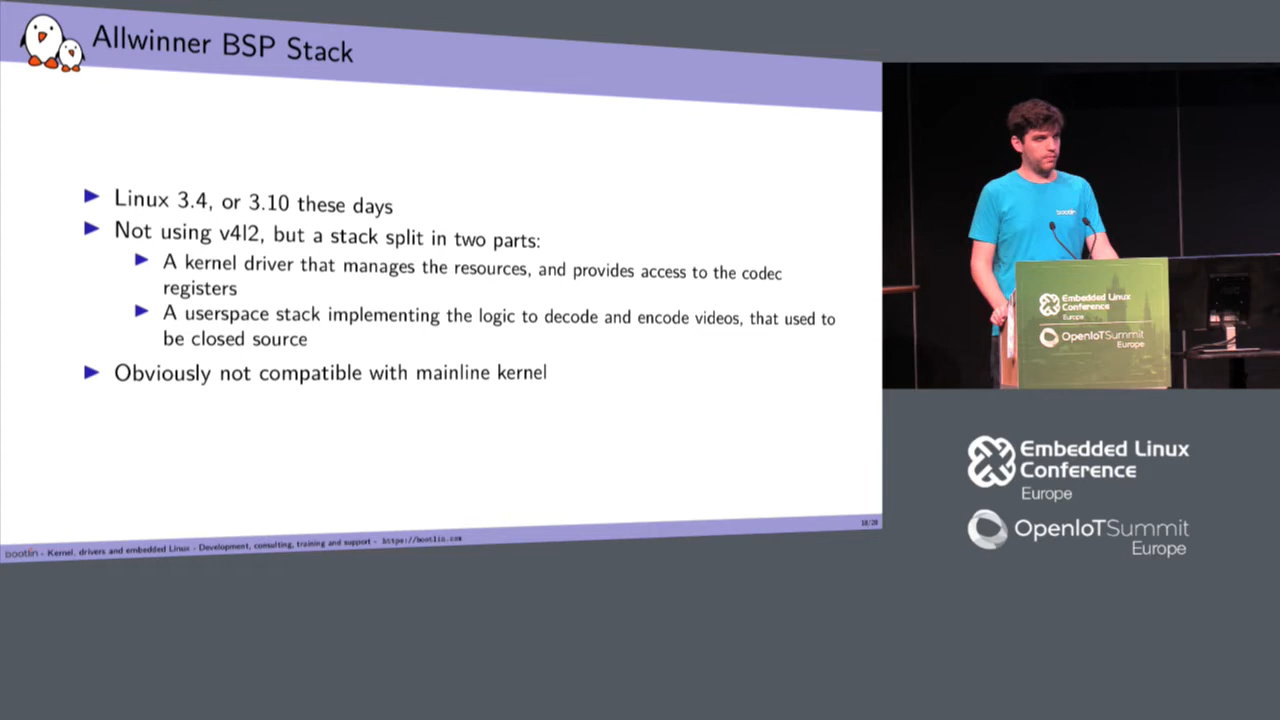 Allwinner BSP Stack
Linux 3.4, or 3.10 these days
Not using v4l2, but a stack split in two parts:
A kernel driver that manages the resources, and provides access to the codec
registers
A userspace stack implementing the logic to decode and encode videos, that used to
be closed source
Obviously not compatible with mainline kernel
bootlin - Kernel, drivers and embedded Linux - Development, consulting, training and support - https://bootlin.com
bootlin
Embedded Linux
Conference
Europe
OpenIoTSummit
Europe
Embedded Linux
Conference
Europe
OpenIoTSummit
Europe